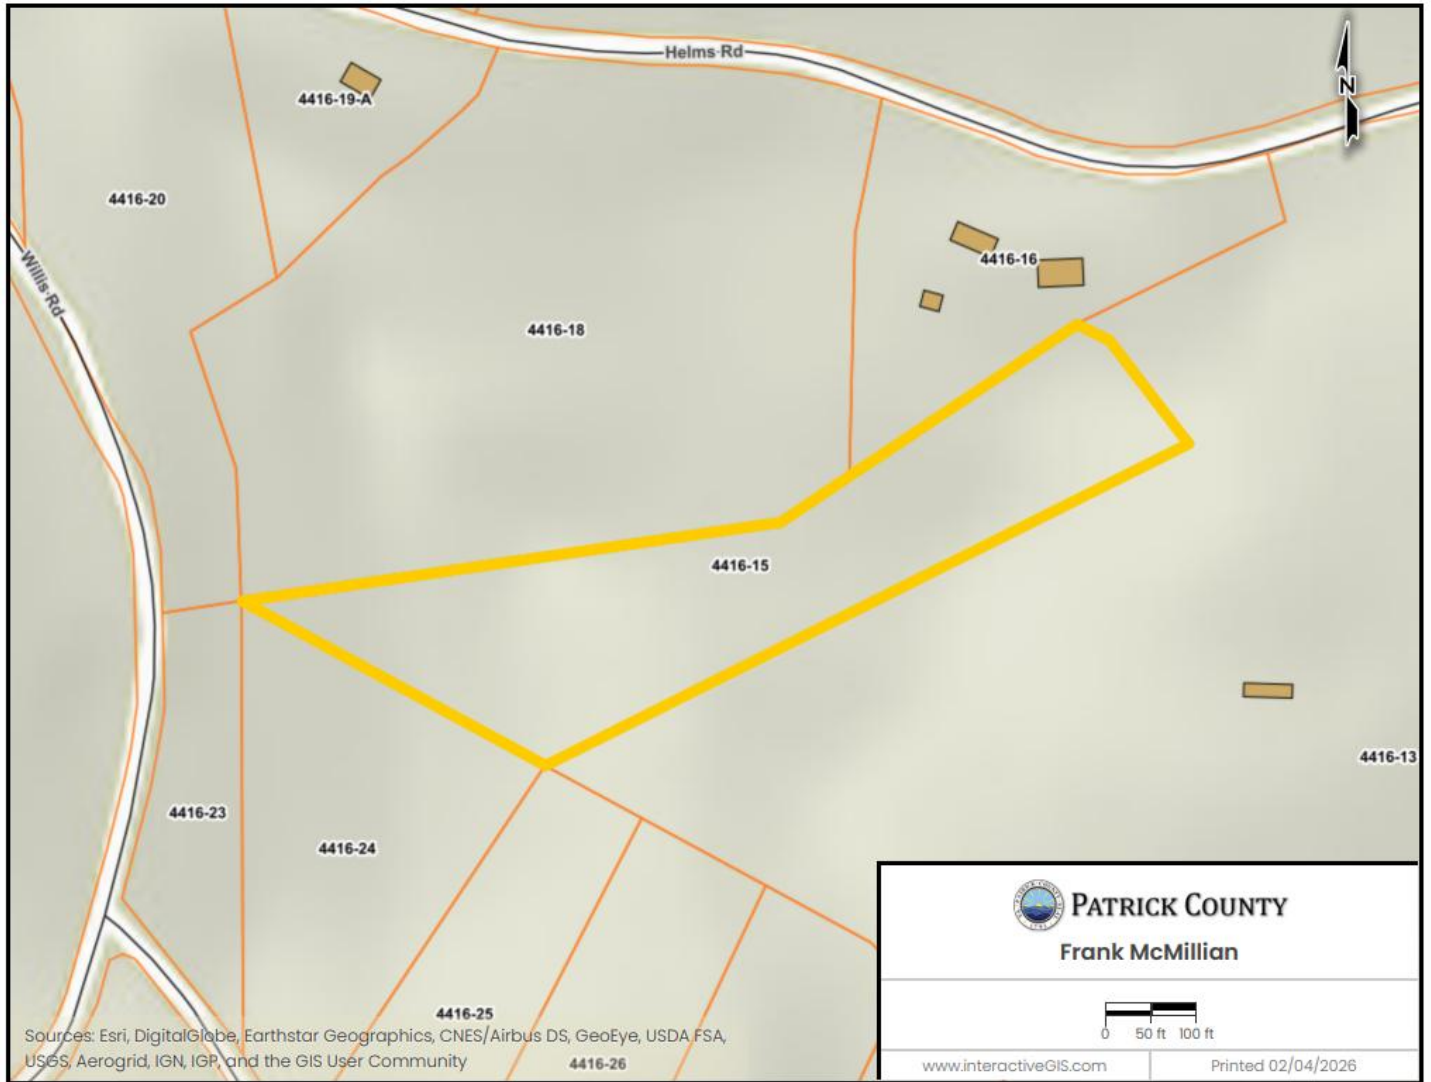 Helms Rd
N
4416-19-A
4416-20
Willis Rd
4416-16
4416-18
4416-15
4416-13
4416-23
4416-24
4416-25
4416-26
Sources: Esri, DigitalGlobe, Earthstar Geographics, CNES/Airbus DS, GeoEye, USDA FSA,
USGS, Aerogrid, IGN, IGP, and the GIS User Community
PATRICK COUNTY
Frank McMillian
0 50 ft 100 ft
www.interactiveGIS.com
Printed 02/04/2026